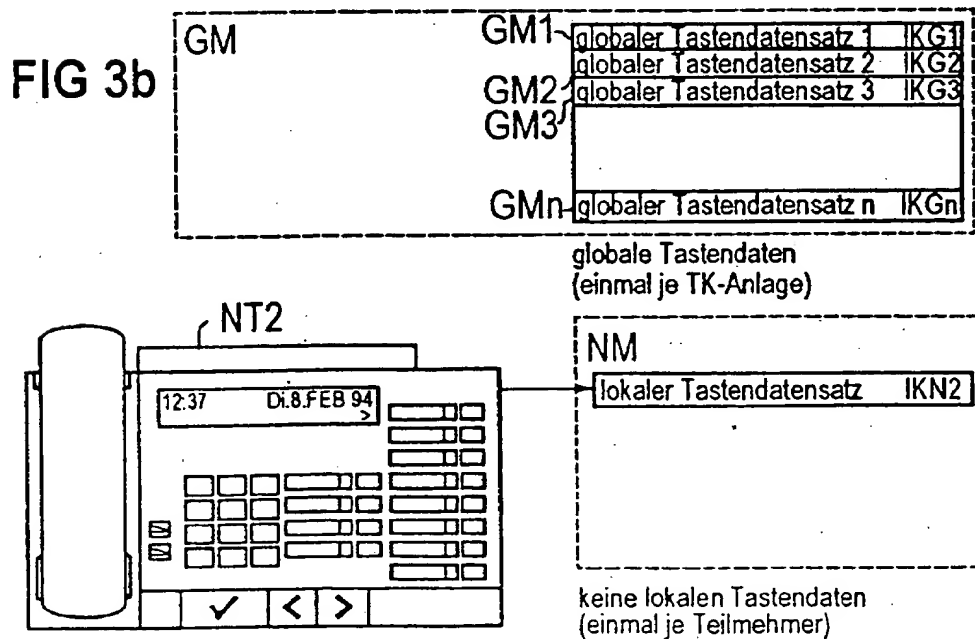 FIG 3b
GM
GM1
globaler Tastendatensatz 1 IKG1
globaler Tastendatensatz 2 IKG2
GM2
globaler Tastendatensatz 3 IKG3
GM3
GMn
globaler Tastendatensatz n IKGn
globale Tastendaten
(einmal je TK-Anlage)
NT2
12:37 Di.8.FEB 94
>
NM
lokaler Tastendatensatz IKN2
< >
keine lokalen Tastendaten
(einmal je Teilnehmer)